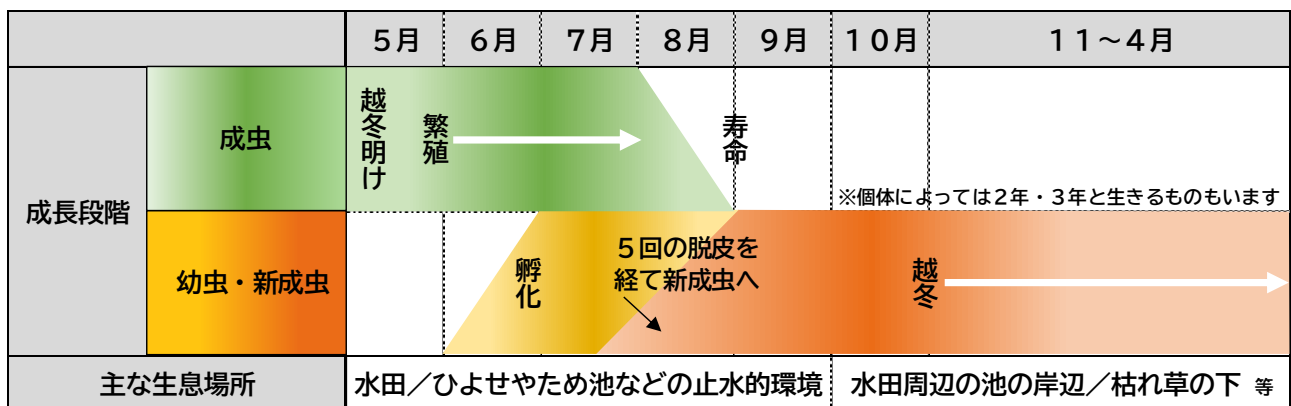 5月 6月 7月 8月 9月 10月 11～4月
成長段階
成虫
越冬明け
繁殖
寿命
※個体によっては2年・3年と生きるものもいます
幼虫・新成虫
孵化
5回の脱皮を
経て新成虫へ
越冬
主な生息場所
水田／ひよせやため池などの止水的環境
水田周辺の池の岸辺／枯れ草の下 等